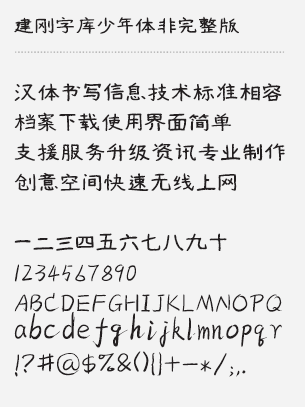 建刚字库少年体非完整版
汉体书写信息技术标准相容
档案下载使用界面简单
支援服务升级资讯专业制作
创意空间快速无线上网
一二三四五六七八九十
1234567890
ABCDEFGHIJKLMNOPQ
abcdefghijklmnopqr
!?#@$%&(){}+-*/;,.